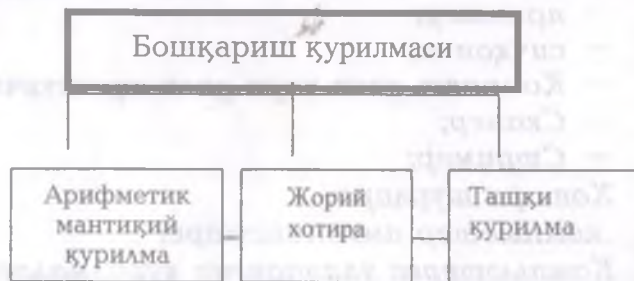 Бошқариш қурилмаси
Арифметик
мантиқий
қурилма
Жорий
хотира
Ташқи
қурилма